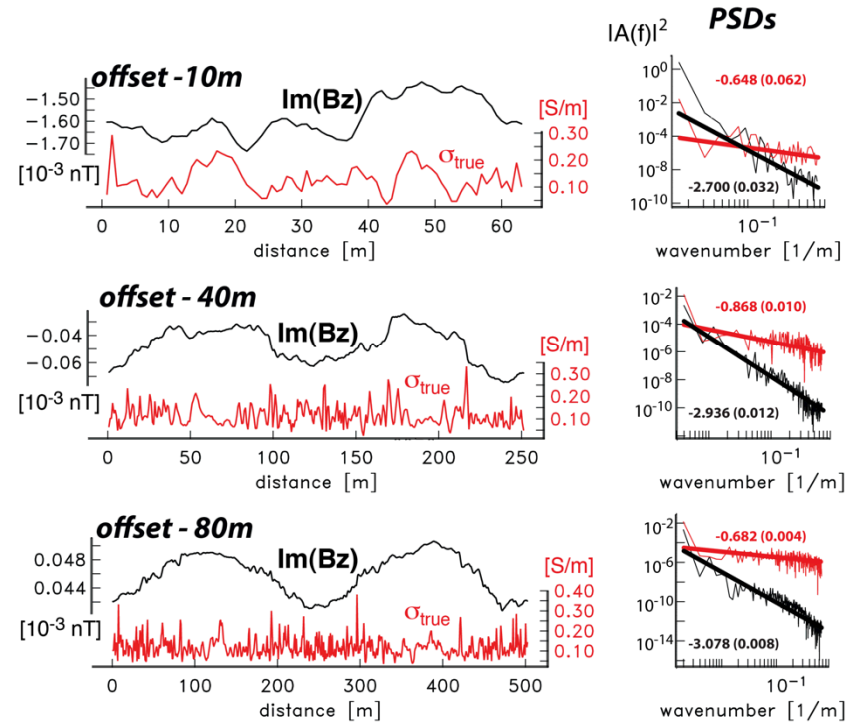 PSDs
|A(f)|²
offset -10m
Im(Bz)
−1.50
−1.60
−1.70
[10⁻³ nT]
[S/m]
0.30
0.20
0.10
σtrue
0 10 20 30 40 50 60
distance [m]
10⁰
10⁻²
10⁻⁴
10⁻⁶
10⁻⁸
10⁻¹⁰
-0.648 (0.062)
-2.700 (0.032)
10⁻¹
wavenumber [1/m]
offset - 40m
Im(Bz)
−0.04
−0.06
[10⁻³ nT]
[S/m]
0.30
0.20
0.10
σtrue
0 50 100 150 200 250
distance [m]
10⁻²
10⁻⁴
10⁻⁶
10⁻⁸
10⁻¹⁰
-0.868 (0.010)
-2.936 (0.012)
10⁻¹
wavenumber [1/m]
offset - 80m
Im(Bz)
0.048
0.044
[10⁻³ nT]
[S/m]
0.40
0.30
0.20
0.10
σtrue
0 100 200 300 400 500
distance [m]
10⁻²
10⁻⁶
10⁻¹⁰
10⁻¹⁴
-0.682 (0.004)
-3.078 (0.008)
10⁻¹
wavenumber [1/m]